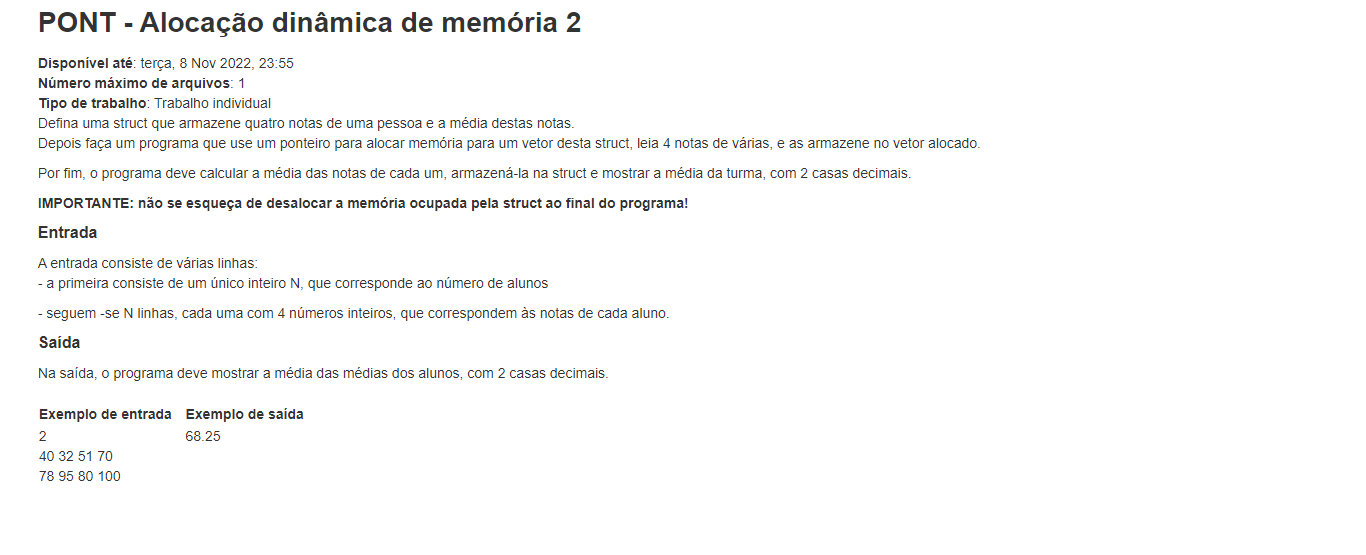 PONT - Alocação dinâmica de memória 2
Disponível até: terça, 8 Nov 2022, 23:55
Número máximo de arquivos: 1
Tipo de trabalho: Trabalho individual
Defina uma struct que armazene quatro notas de uma pessoa e a média destas notas.
Depois faça um programa que use um ponteiro para alocar memória para um vetor desta struct, leia 4 notas de várias, e as armazene no vetor alocado.
Por fim, o programa deve calcular a média das notas de cada um, armazená-la na struct e mostrar a média da turma, com 2 casas decimais.
IMPORTANTE: não se esqueça de desalocar a memória ocupada pela struct ao final do programa!
Entrada
A entrada consiste de várias linhas:
- a primeira consiste de um único inteiro N, que corresponde ao número de alunos
- seguem -se N linhas, cada uma com 4 números inteiros, que correspondem às notas de cada aluno.
Saída
Na saída, o programa deve mostrar a média das médias dos alunos, com 2 casas decimais.
Exemplo de entrada Exemplo de saída
2 68.25
40 32 51 70
78 95 80 100